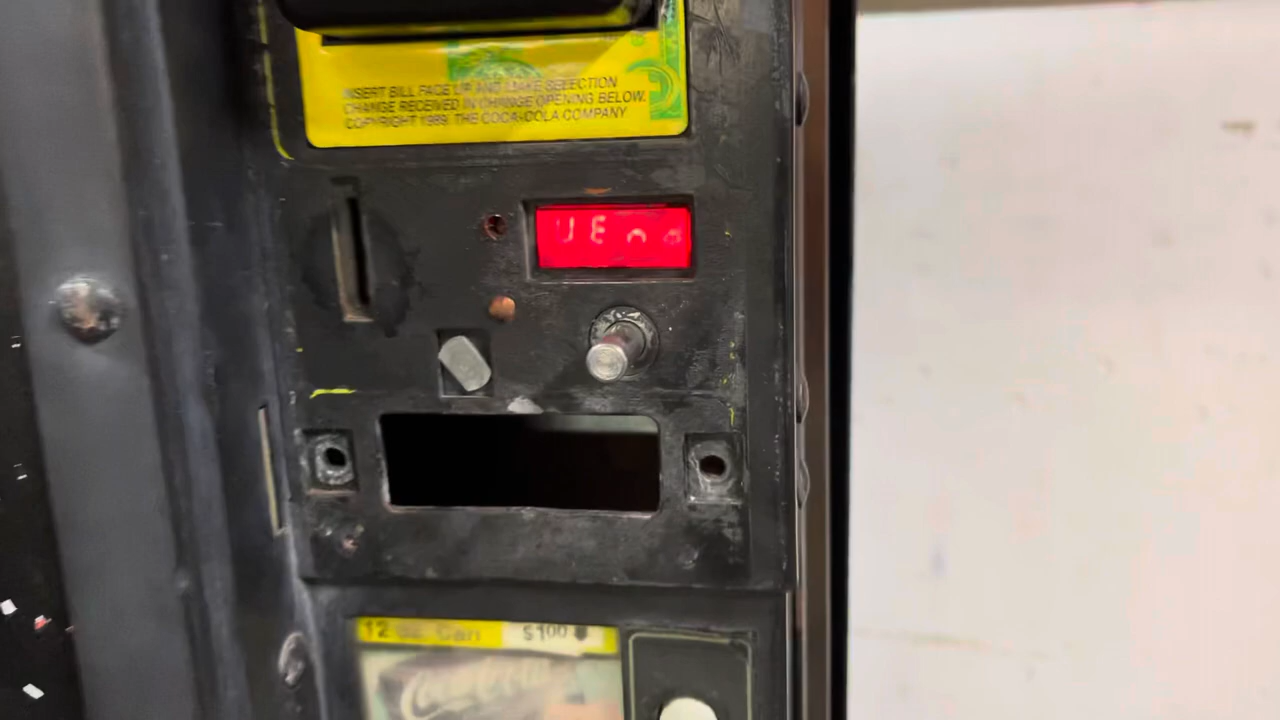 INSERT BILL FACE UP AND MAKE SELECTION
CHANGE RECEIVED IN CHANGE OPENING BELOW.
COPYRIGHT 1989, THE COCA-COLA COMPANY
VEnd
12 oz. Can $1.00
Coca-Cola